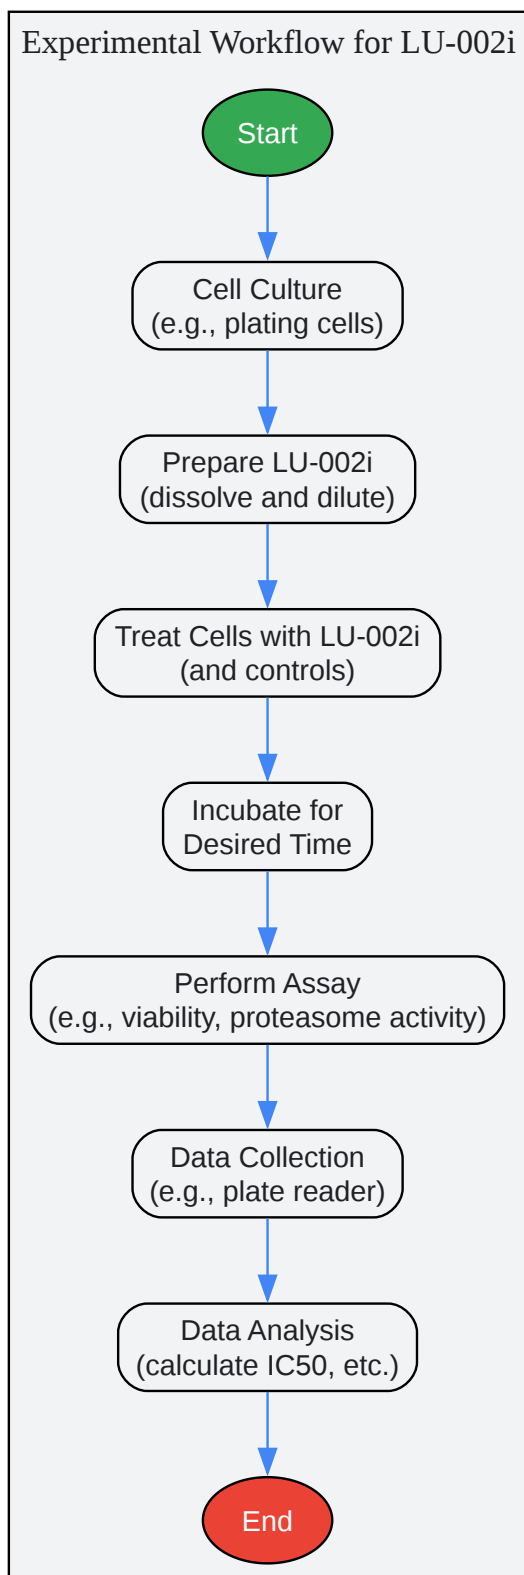 Experimental Workflow for LU-002i
Start
Cell Culture
(e.g., plating cells)
Prepare LU-002i
(dissolve and dilute)
Treat Cells with LU-002i
(and controls)
Incubate for
Desired Time
Perform Assay
(e.g., viability, proteasome activity)
Data Collection
(e.g., plate reader)
Data Analysis
(calculate IC50, etc.)
End